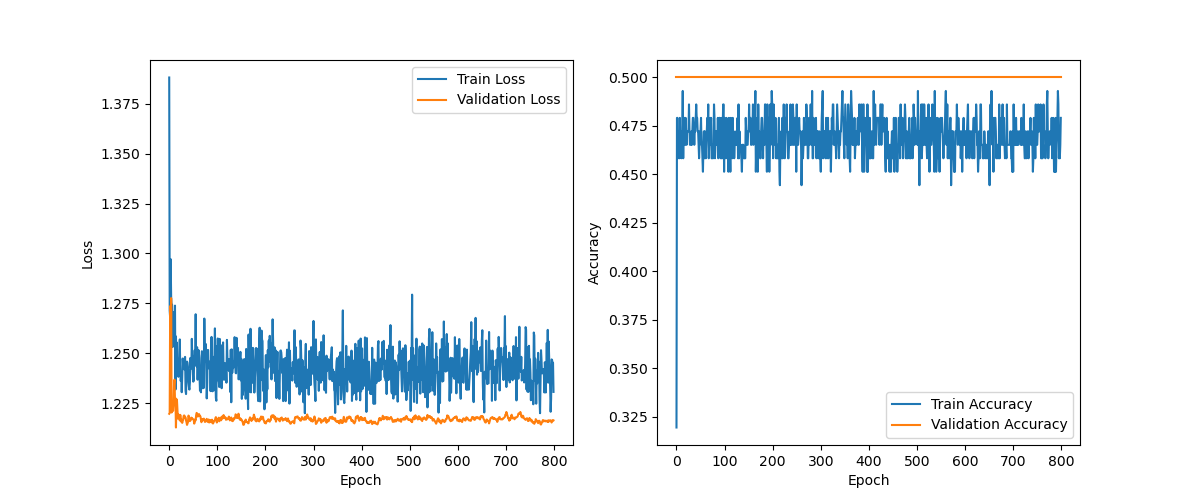 1.375
1.350
1.325
1.300
1.275
1.250
1.225
Loss
0 100 200 300 400 500 600 700 800
Epoch
Train Loss
Validation Loss
0.500
0.475
0.450
0.425
0.400
0.375
0.350
0.325
Accuracy
0 100 200 300 400 500 600 700 800
Epoch
Train Accuracy
Validation Accuracy